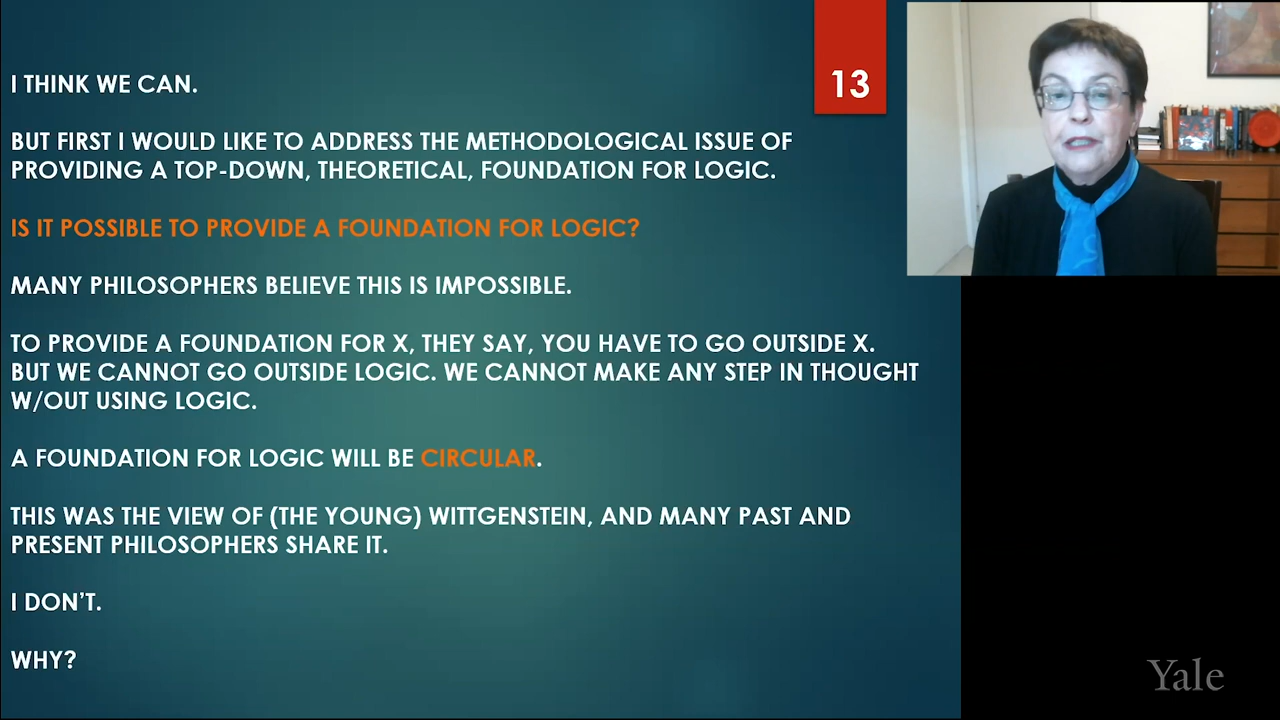 I THINK WE CAN.
13
BUT FIRST I WOULD LIKE TO ADDRESS THE METHODOLOGICAL ISSUE OF
PROVIDING A TOP-DOWN, THEORETICAL, FOUNDATION FOR LOGIC.
IS IT POSSIBLE TO PROVIDE A FOUNDATION FOR LOGIC?
MANY PHILOSOPHERS BELIEVE THIS IS IMPOSSIBLE.
TO PROVIDE A FOUNDATION FOR X, THEY SAY, YOU HAVE TO GO OUTSIDE X.
BUT WE CANNOT GO OUTSIDE LOGIC. WE CANNOT MAKE ANY STEP IN THOUGHT
W/OUT USING LOGIC.
A FOUNDATION FOR LOGIC WILL BE CIRCULAR.
THIS WAS THE VIEW OF (THE YOUNG) WITTGENSTEIN, AND MANY PAST AND
PRESENT PHILOSOPHERS SHARE IT.
I DON'T.
WHY?
Yale